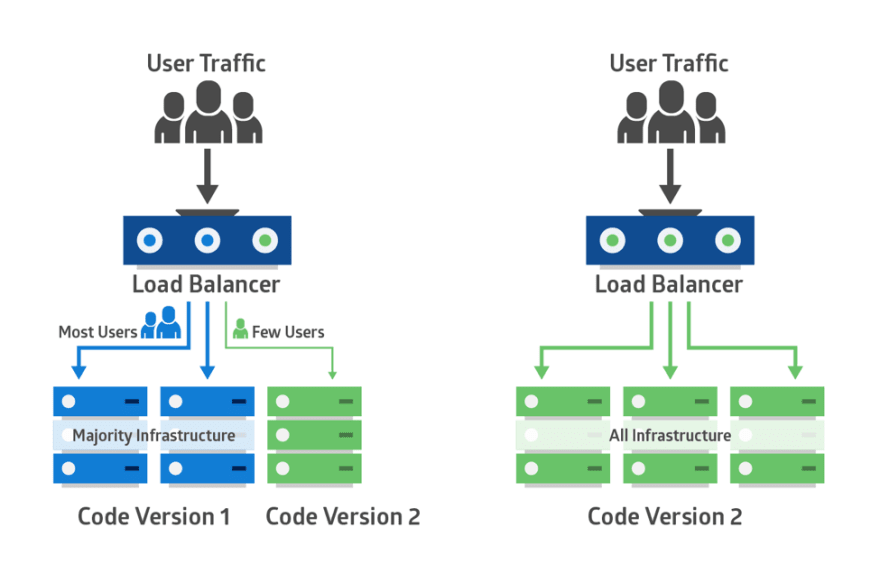 User Traffic
Load Balancer
Most Users
Few Users
Majority Infrastructure
Code Version 1
Code Version 2
User Traffic
Load Balancer
All Infrastructure
Code Version 2